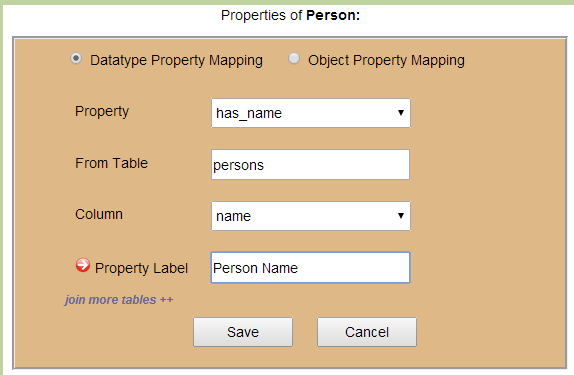 Properties of Person:
Datatype Property Mapping Object Property Mapping
Property has_name
From Table persons
Column name
Property Label Person Name
join more tables ++
Save Cancel